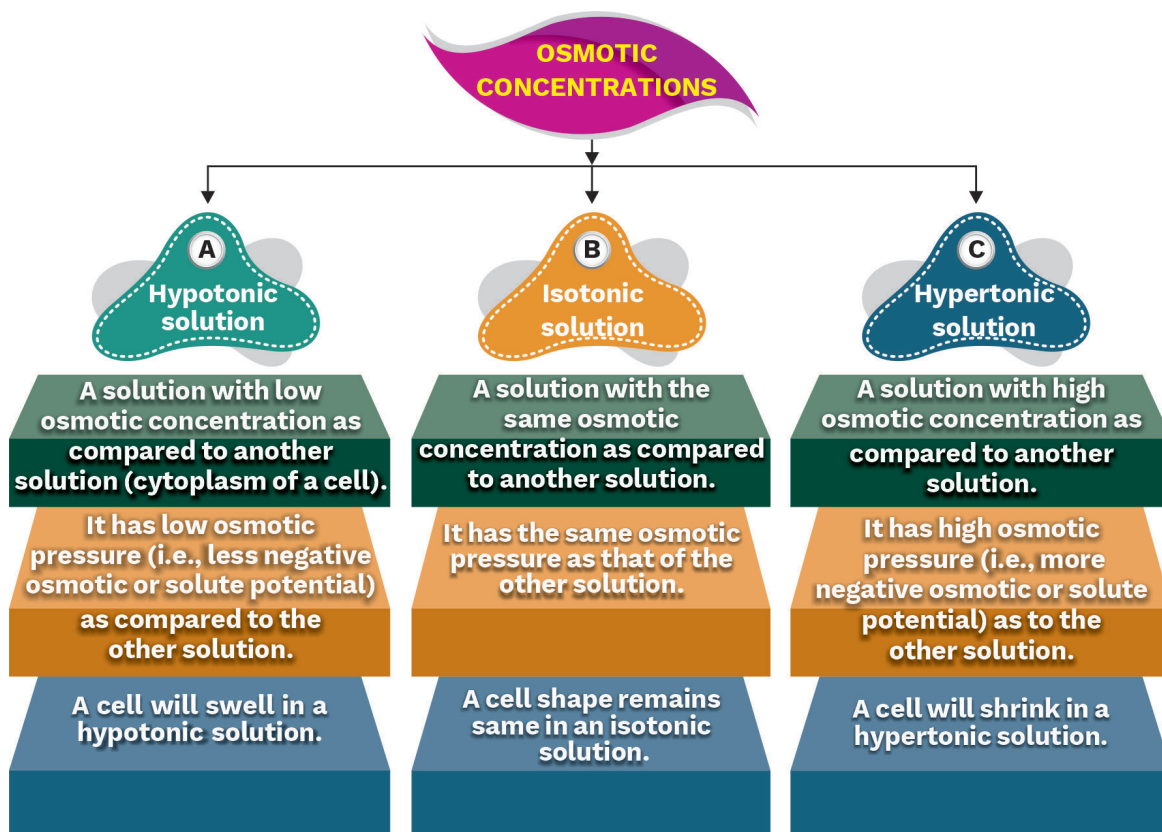 OSMOTIC
CONCENTRATIONS
A
Hypotonic
solution
A solution with low
osmotic concentration as
compared to another
solution (cytoplasm of a cell).
It has low osmotic
pressure (i.e., less negative
osmotic or solute potential)
as compared to the
other solution.
A cell will swell in a
hypotonic solution.
B
Isotonic
solution
A solution with the
same osmotic
concentration as compared
to another solution.
It has the same osmotic
pressure as that of the
other solution.
A cell shape remains
same in an isotonic
solution.
C
Hypertonic
solution
A solution with high
osmotic concentration as
compared to another
solution.
It has high osmotic
pressure (i.e., more
negative osmotic or solute
potential) as to the
other solution.
A cell will shrink in a
hypertonic solution.